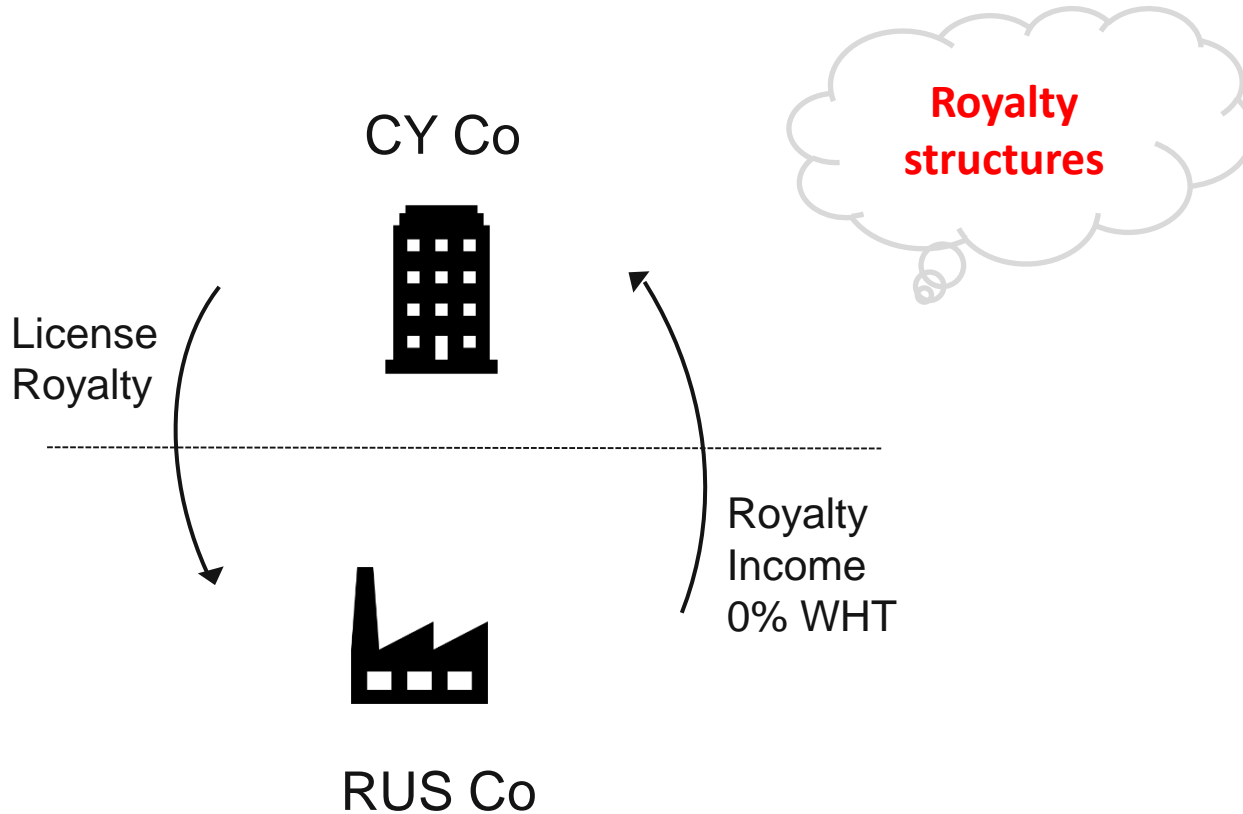 Royalty
structures
CY Co
License
Royalty
Royalty
Income
0% WHT
RUS Co